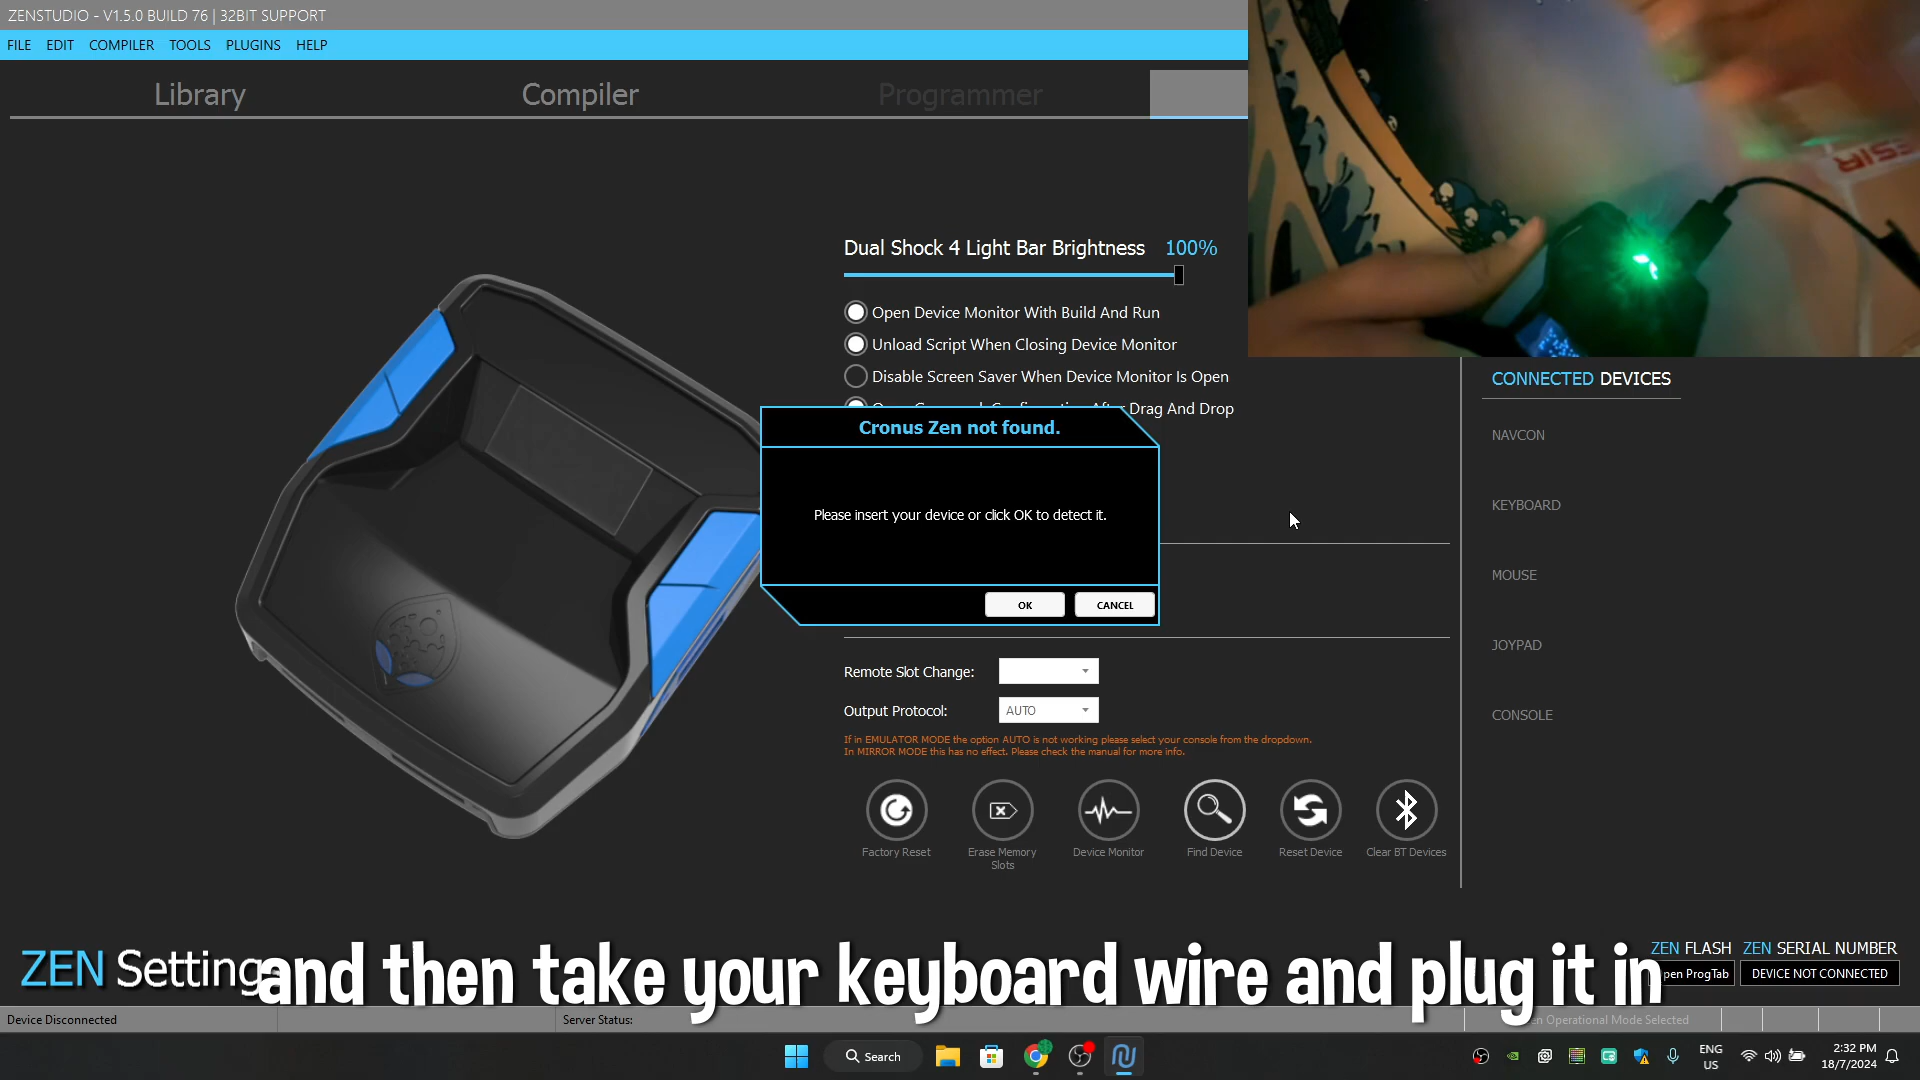 ZENSTUDIO - V1.5.0 BUILD 76 | 32BIT SUPPORT
FILE EDIT COMPILER TOOLS PLUGINS HELP
Library Compiler Programmer
Dual Shock 4 Light Bar Brightness 100%
Open Device Monitor With Build And Run
Unload Script When Closing Device Monitor
Disable Screen Saver When Device Monitor Is Open
Drag And Drop
Cronus Zen not found.
Please insert your device or click OK to detect it.
OK CANCEL
Remote Slot Change:
Output Protocol: AUTO
If in EMULATOR MODE the option AUTO is not working please select your console from the dropdown.
In MIRROR MODE this has no effect. Please check the manual for more info.
Factory Reset
Erase Memory
Slots
Device Monitor
Find Device
Reset Device
Clear BT Devices
CONNECTED DEVICES
NAVCON
KEYBOARD
MOUSE
JOYPAD
CONSOLE
ZEN Setting
and then take your keyboard wire and plug it in
ZEN FLASH ZEN SERIAL NUMBER
pen ProgTab DEVICE NOT CONNECTED
Device Disconnected Server Status: Operational Mode Selected
Search
ENG
US
2:32 PM
18/7/2024